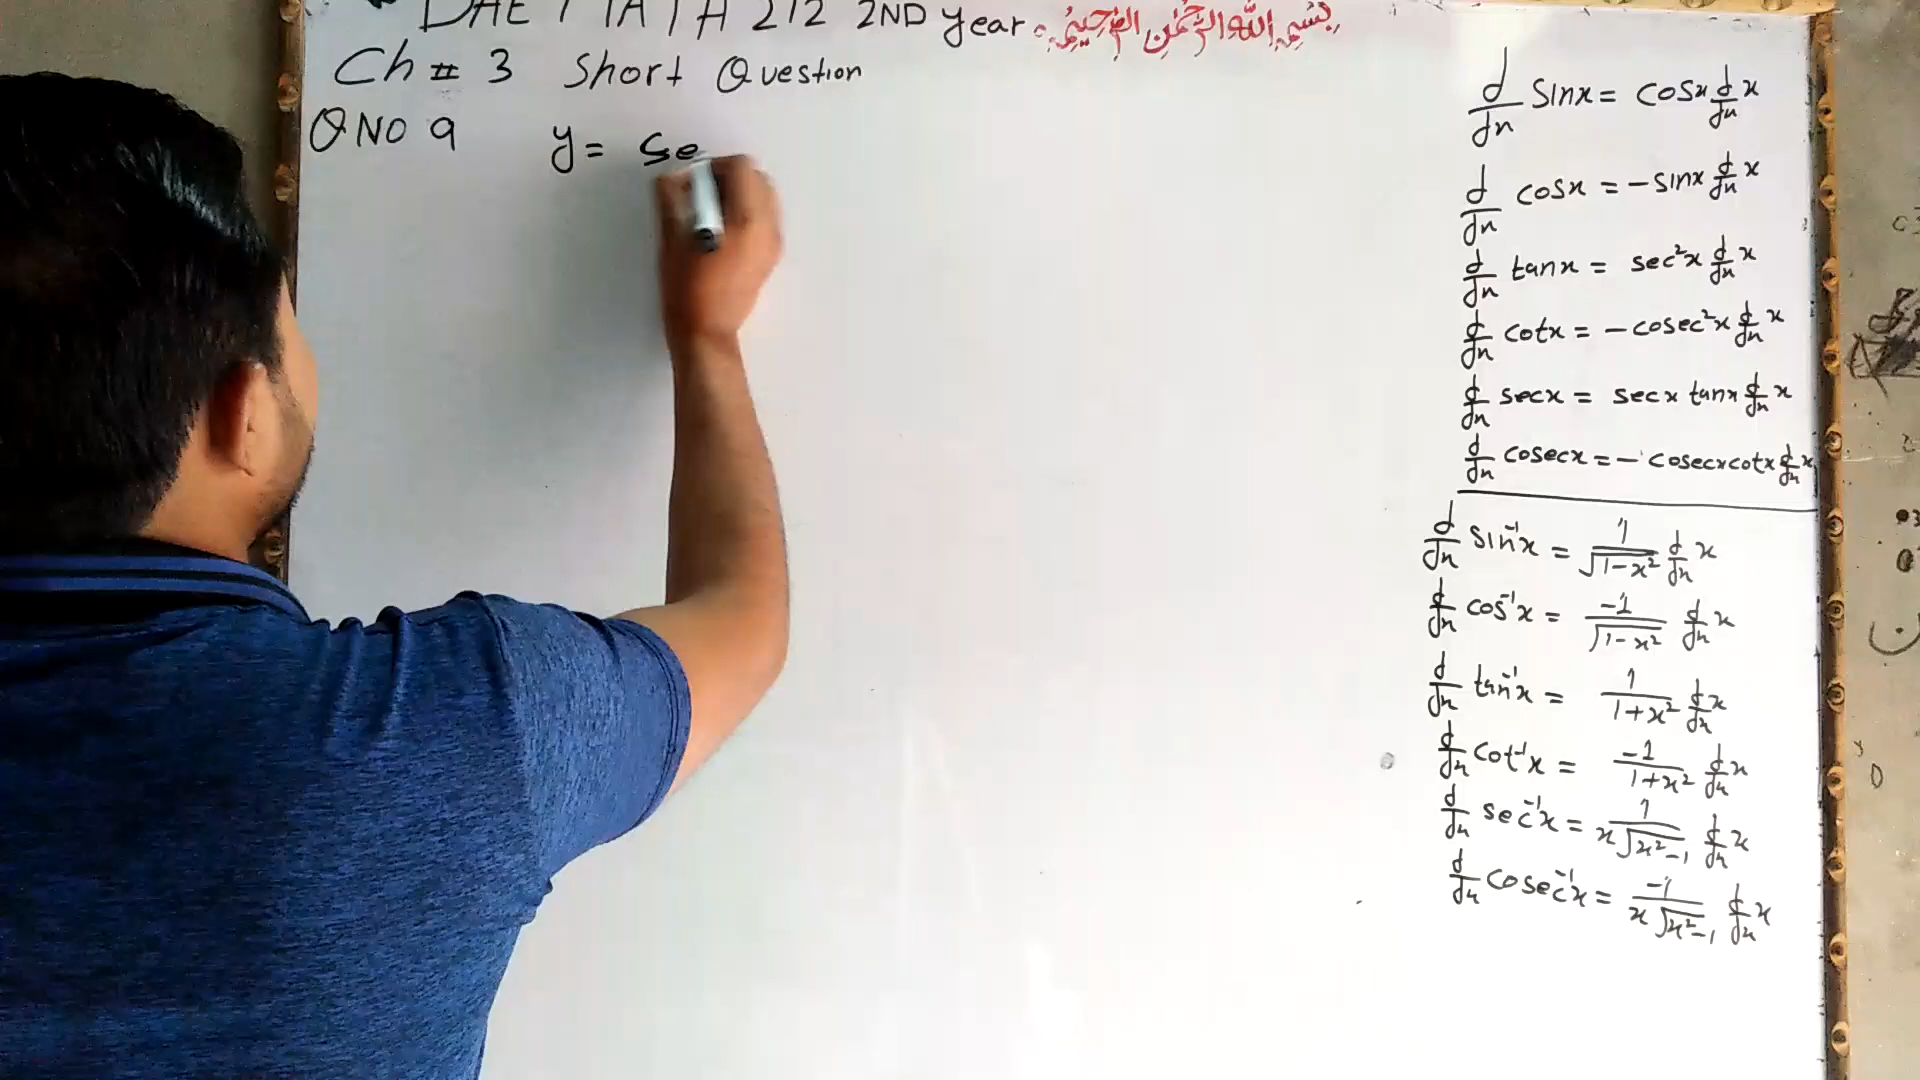 DAE MATH 212 2ND year بسم الله الرحمن الرحيم
Ch # 3 Short Question
Q NO 9 y = se
d/dx sinx = cosx d/dx x
d/dx cosx = -sinx d/dx x
d/dx tanx = sec²x d/dx x
d/dx cotx = -cosec²x d/dx x
d/dx secx = secx tanx d/dx x
d/dx cosecx = -cosecxcotx d/dx x
d/dx sin⁻¹x = 1/√(1-x²) d/dx x
d/dx cos⁻¹x = -1/√(1-x²) d/dx x
d/dx tan⁻¹x = 1/(1+x²) d/dx x
d/dx cot⁻¹x = -1/(1+x²) d/dx x
d/dx sec⁻¹x = 1/(x√(x²-1)) d/dx x
d/dx cosec⁻¹x = -1/(x√(x²-1)) d/dx x